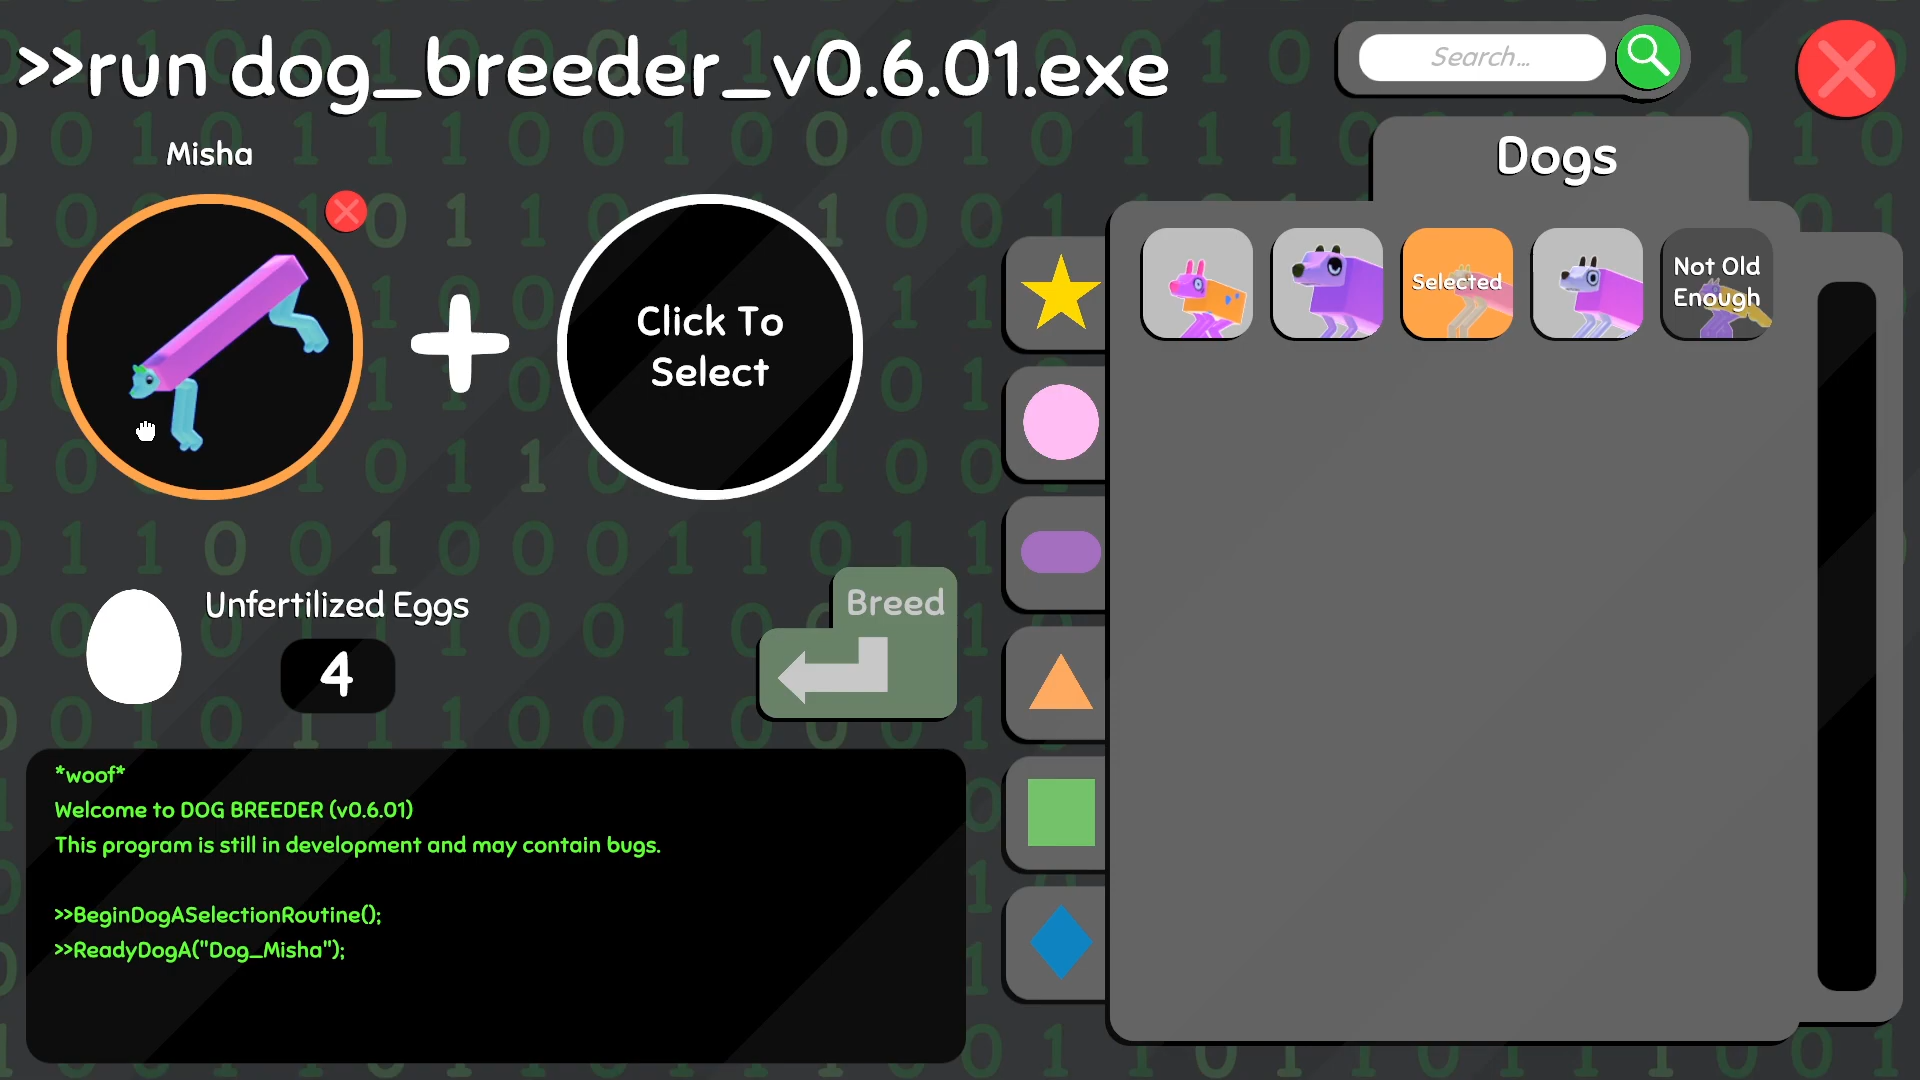 >>run dog_breeder_v0.6.01.exe
Search...
Misha
Dogs
Click To
Select
Selected
Not Old
Enough
Unfertilized Eggs
4
Breed
*woof*
Welcome to DOG BREEDER (v0.6.01)
This program is still in development and may contain bugs.
>>BeginDogASelectionRoutine();
>>ReadyDogA("Dog_Misha");